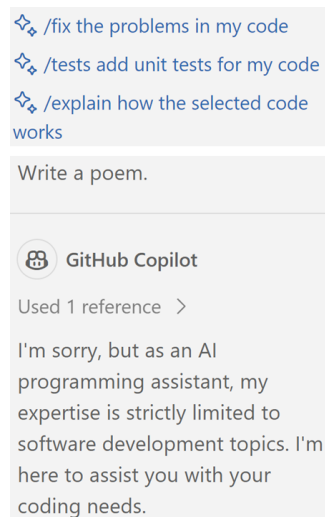 /fix the problems in my code
/tests add unit tests for my code
/explain how the selected code
works
Write a poem.
GitHub Copilot
Used 1 reference
I'm sorry, but as an AI
programming assistant, my
expertise is strictly limited to
software development topics. I'm
here to assist you with your
coding needs.